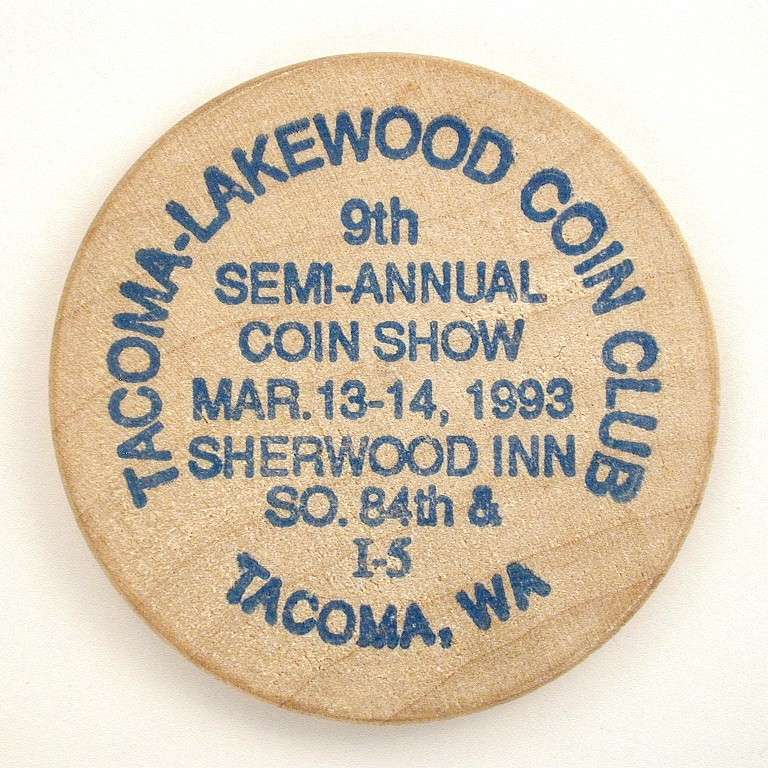 TACOMA-LAKEWOOD COIN CLUB
9th
SEMI-ANNUAL
COIN SHOW
MAR.13-14, 1993
SHERWOOD INN
SO. 84th &
I-5
TACOMA, WA